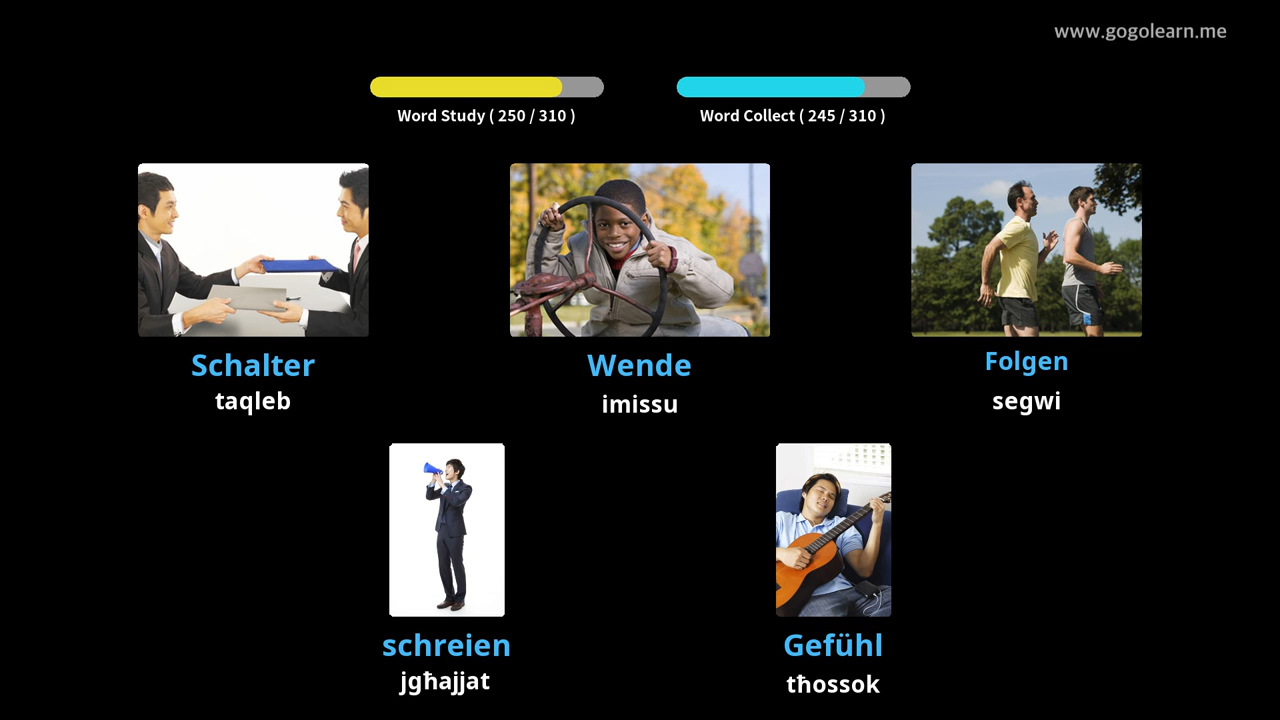 www.gogolearn.me
Word Study ( 250 / 310 )
Word Collect ( 245 / 310 )
Schalter
taqleb
Wende
imissu
Folgen
segwi
schreien
jgħajjat
Gefühl
tħossok